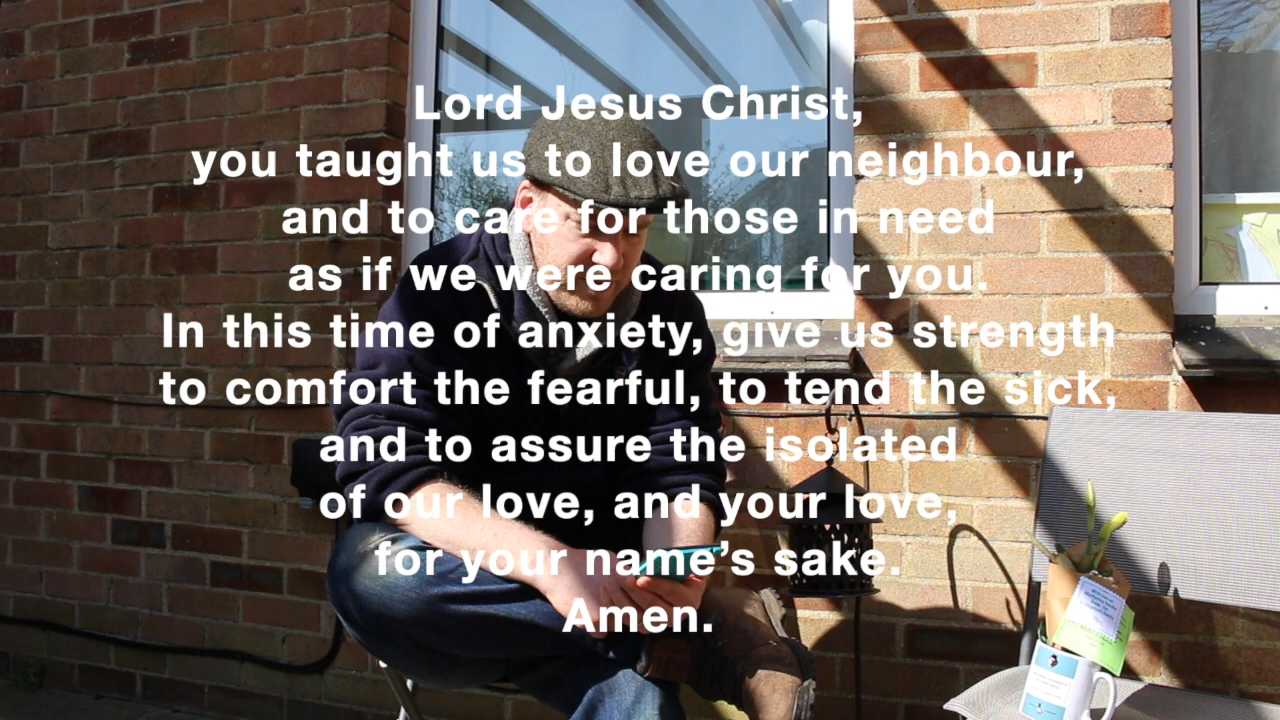 Lord Jesus Christ,
you taught us to love our neighbour,
and to care for those in need
as if we were caring for you.
In this time of anxiety, give us strength
to comfort the fearful, to tend the sick,
and to assure the isolated
of our love, and your love,
for your name’s sake.
Amen.